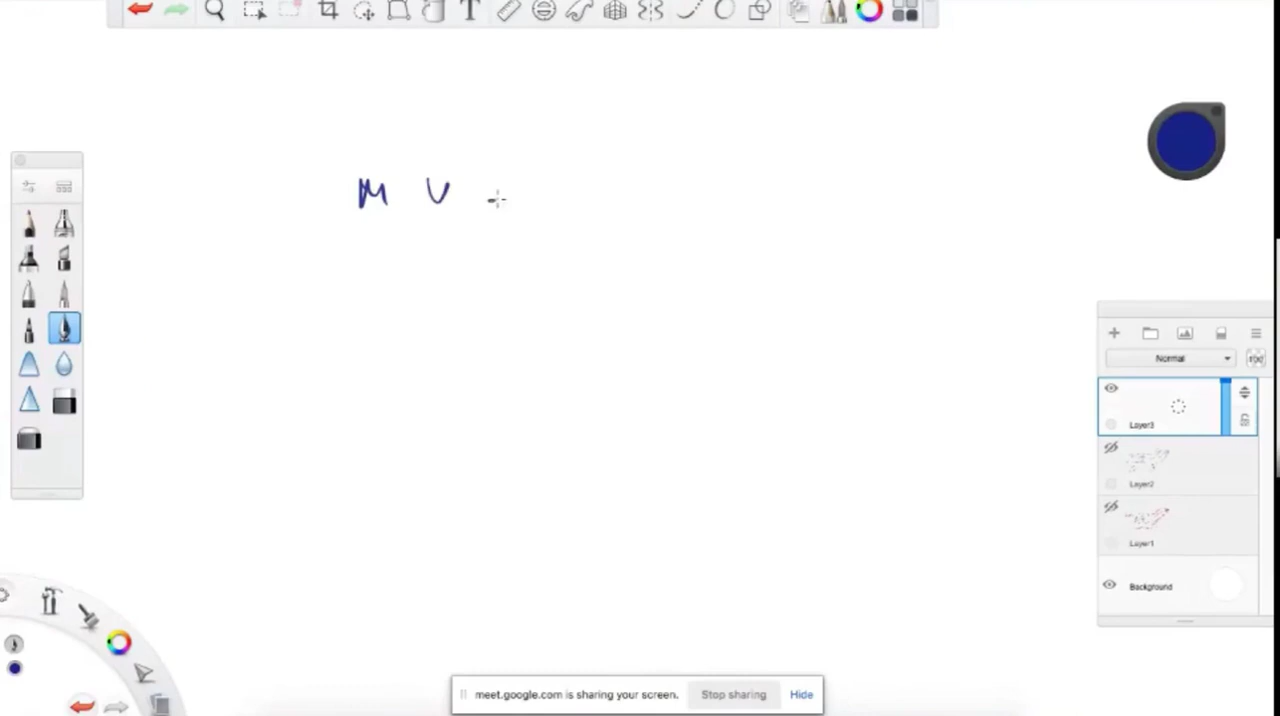 M U
Normal
Layer3
Layer2
Layer1
Background
meet.google.com is sharing your screen. Stop sharing Hide